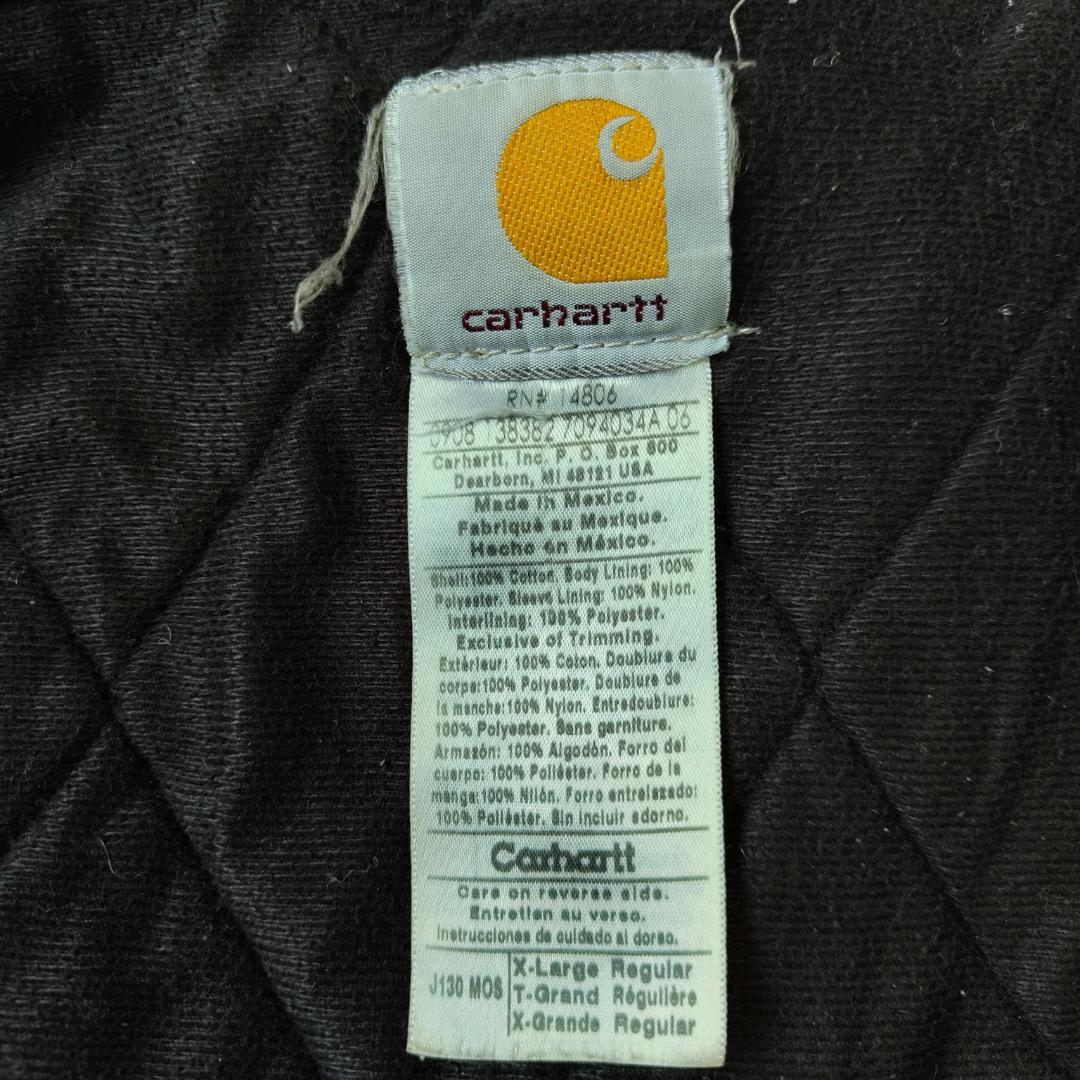 carhartt
RN# 14806
5908 138382 7094034A 06
Carhartt, Inc. P. O. Box 600
Dearborn, MI 48121 USA
Made in Mexico.
Fabriqué au Mexique.
Hecho en México.
Shell:100% Cotton. Body Lining: 100%
Polyester. Sleeve Lining: 100% Nylon.
Interlining: 100% Polyester.
Exclusive of Trimming.
Extérieur: 100% Coton. Doublure du
corps:100% Polyester. Doublure de
la manche:100% Nylon. Entredoublure:
100% Polyester. Sans garniture.
Armazón: 100% Algodón. Forro del
cuerpo: 100% Poliéster. Forro de la
manga:100% Nilón. Forro entrelazado:
100% Poliéster. Sin incluir adorno.
Carhartt
Care on reverse side.
Entretien au verso.
Instrucciones de cuidado al dorso.
J130 MOS
X-Large Regular
T-Grand Régulière
X-Grande Regular